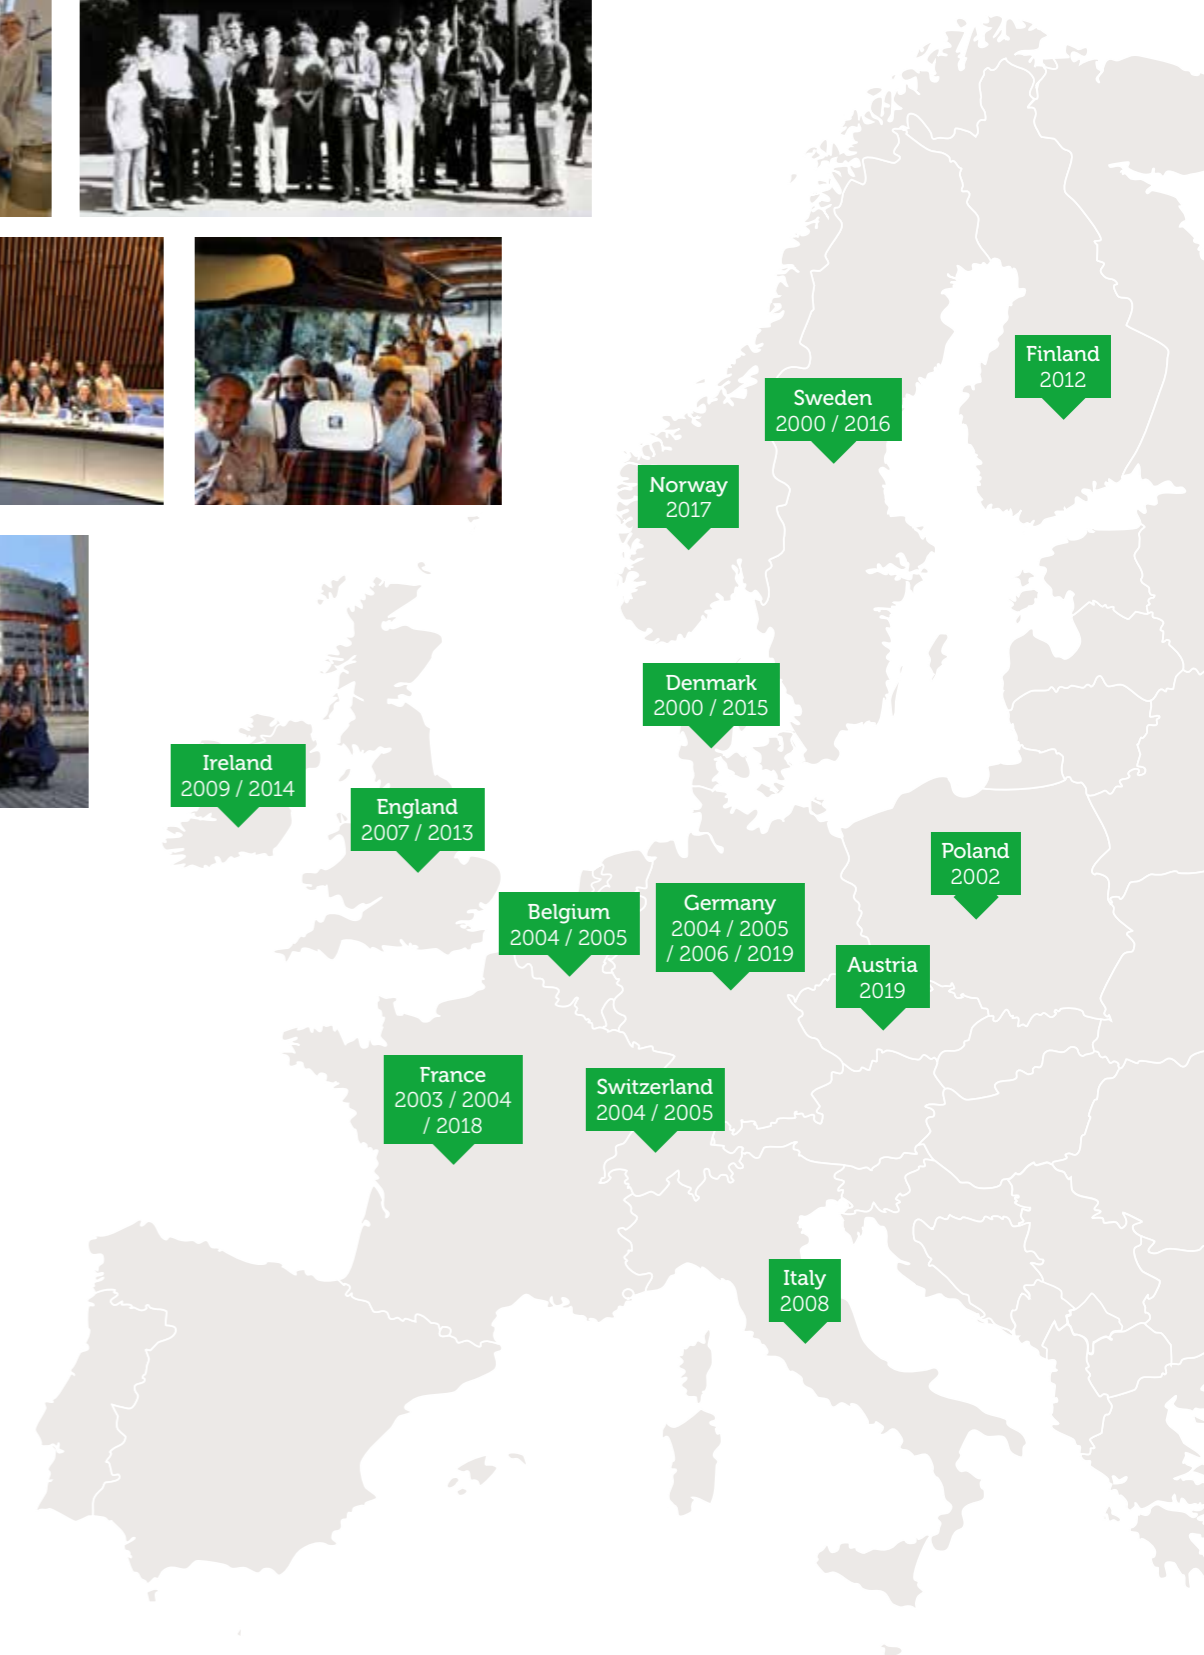 Finland
2012
Sweden
2000 / 2016
Norway
2017
Denmark
2000 / 2015
Ireland
2009 / 2014
England
2007 / 2013
Poland
2002
Belgium
2004 / 2005
Germany
2004 / 2005
/ 2006 / 2019
Austria
2019
France
2003 / 2004
/ 2018
Switzerland
2004 / 2005
Italy
2008